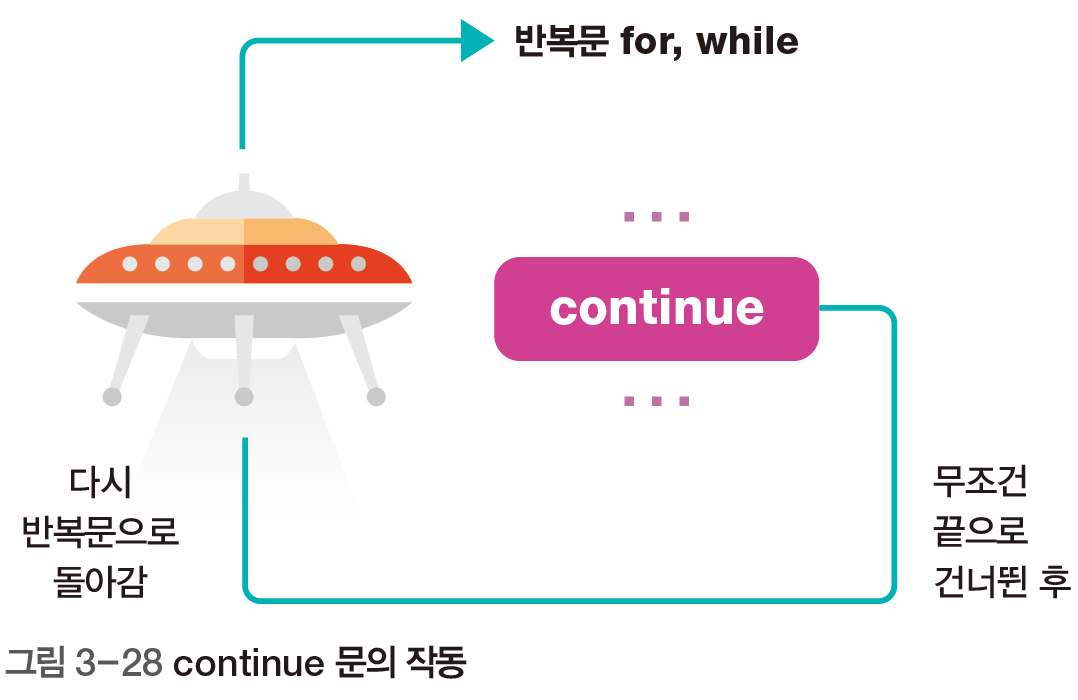 반복문 for, while
...
continue
...
다시
반복문으로
돌아감
무조건
끝으로
건너뛴 후
그림 3-28 continue 문의 작동